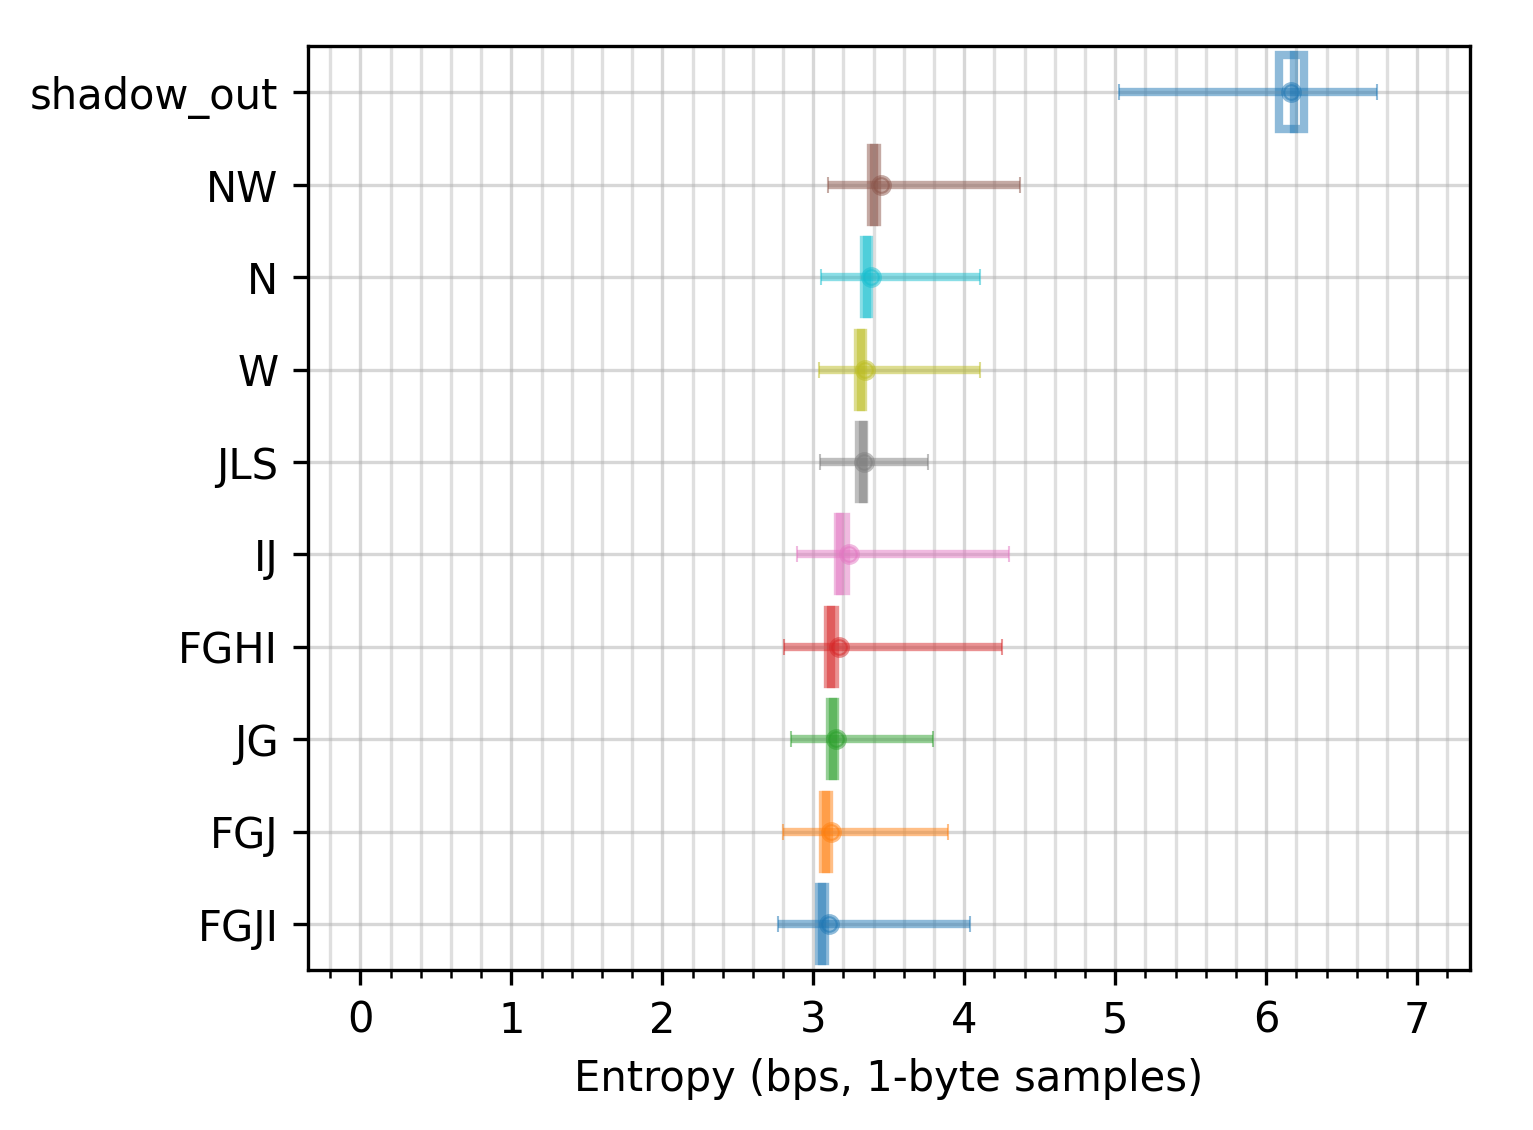 shadow_out
NW
N
W
JLS
IJ
FGHI
JG
FGJ
FGJI
0 1 2 3 4 5 6 7
Entropy (bps, 1-byte samples)